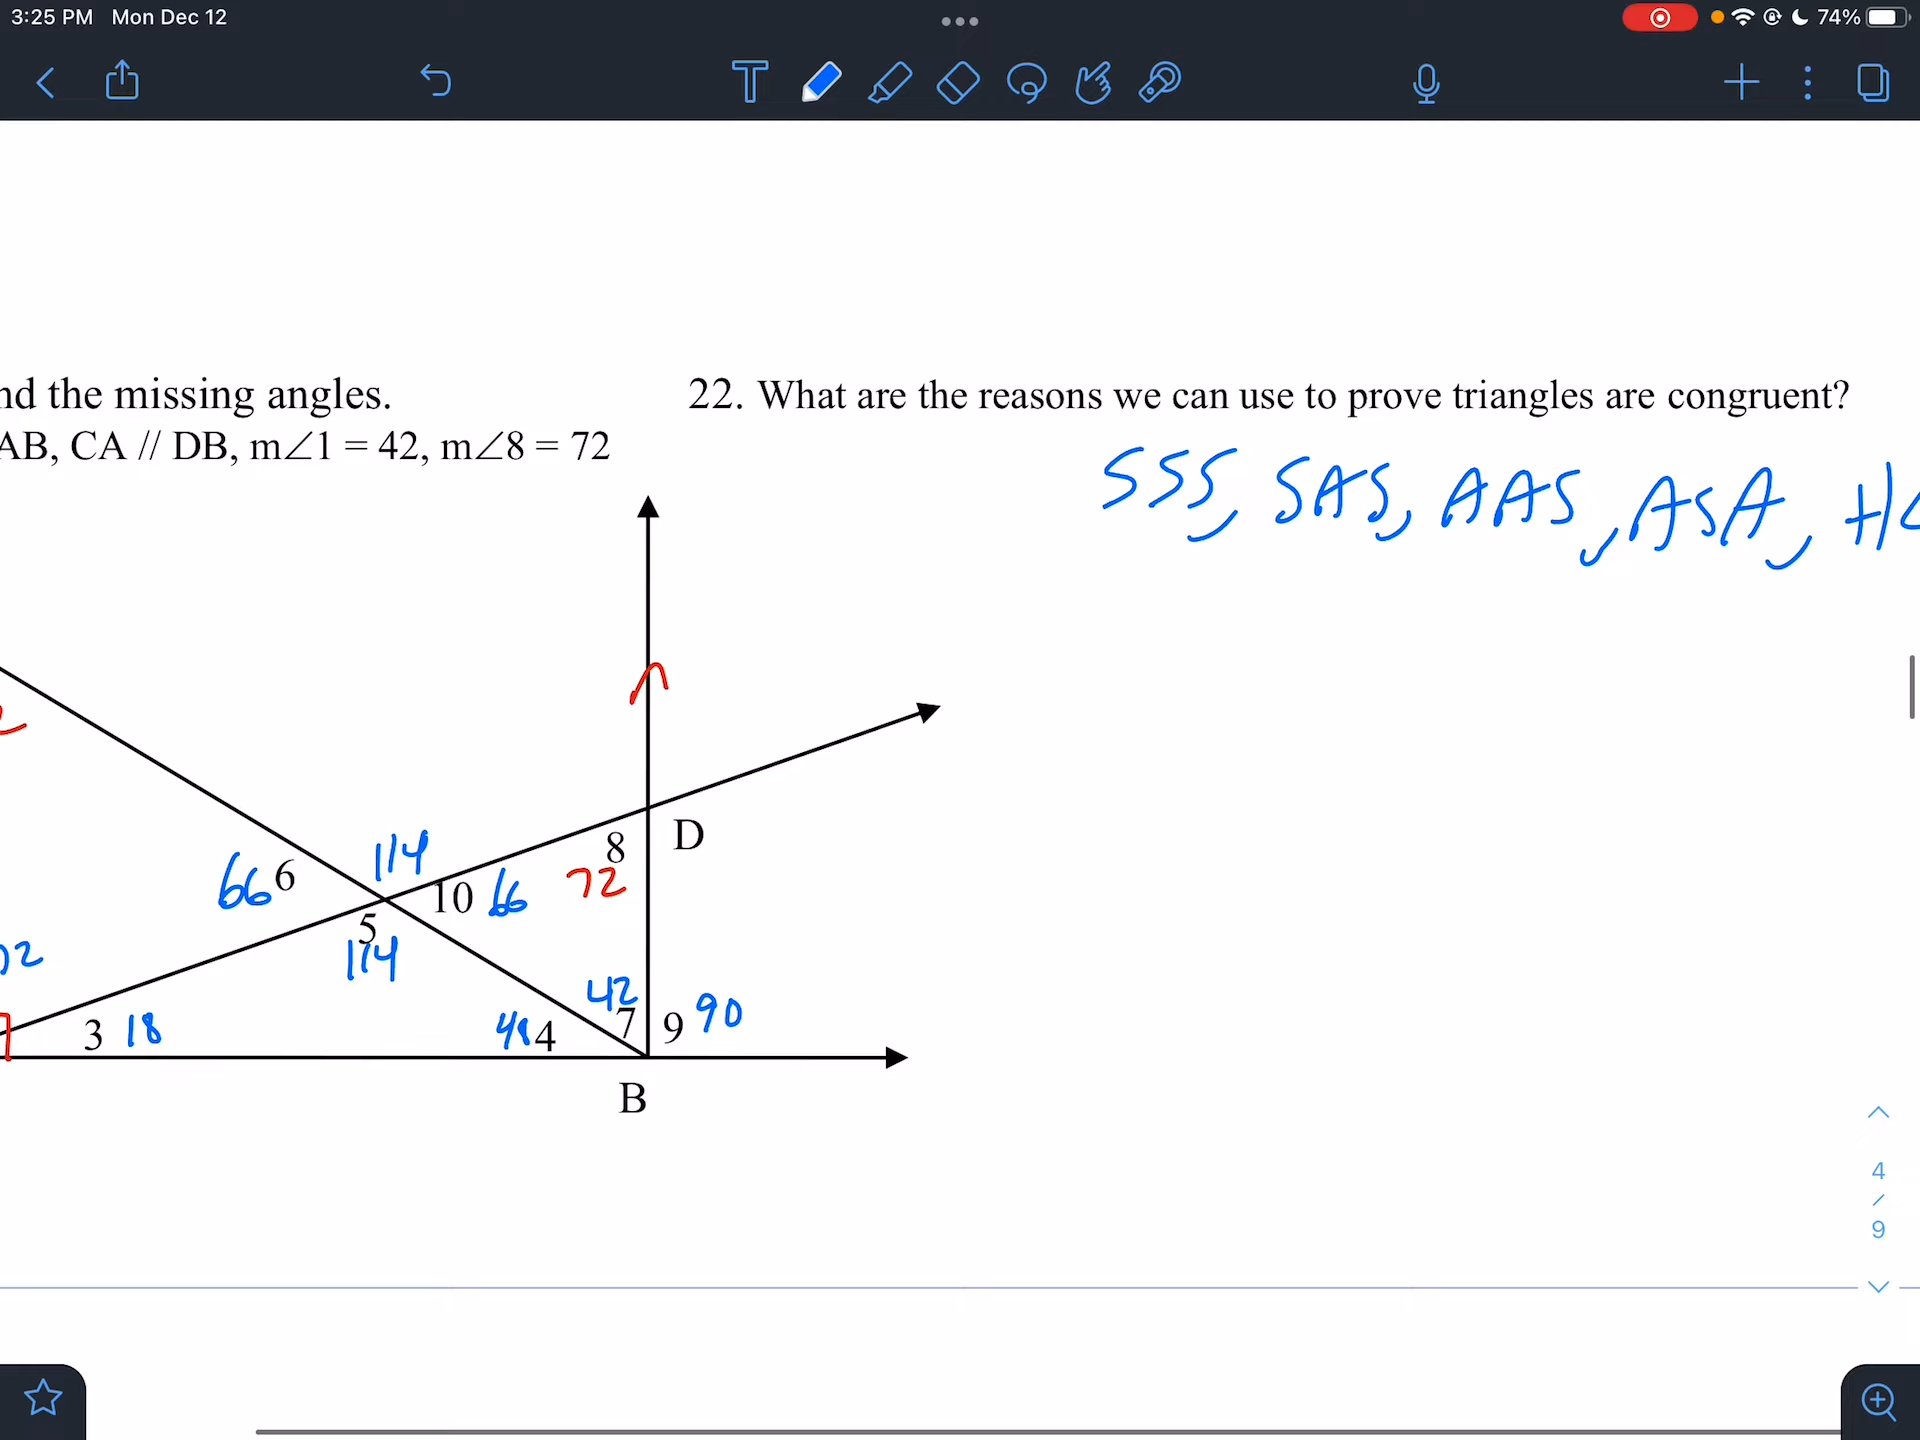 3:25 PM Mon Dec 12
74%
nd the missing angles.
AB, CA // DB, m∠1 = 42, m∠8 = 72
22. What are the reasons we can use to prove triangles are congruent?
SSS, SAS, AAS, ASA, HL
114
8 D
66 6
10 66 72
5
114
42
3 18
48 4 7 9 90
B
4
/
9